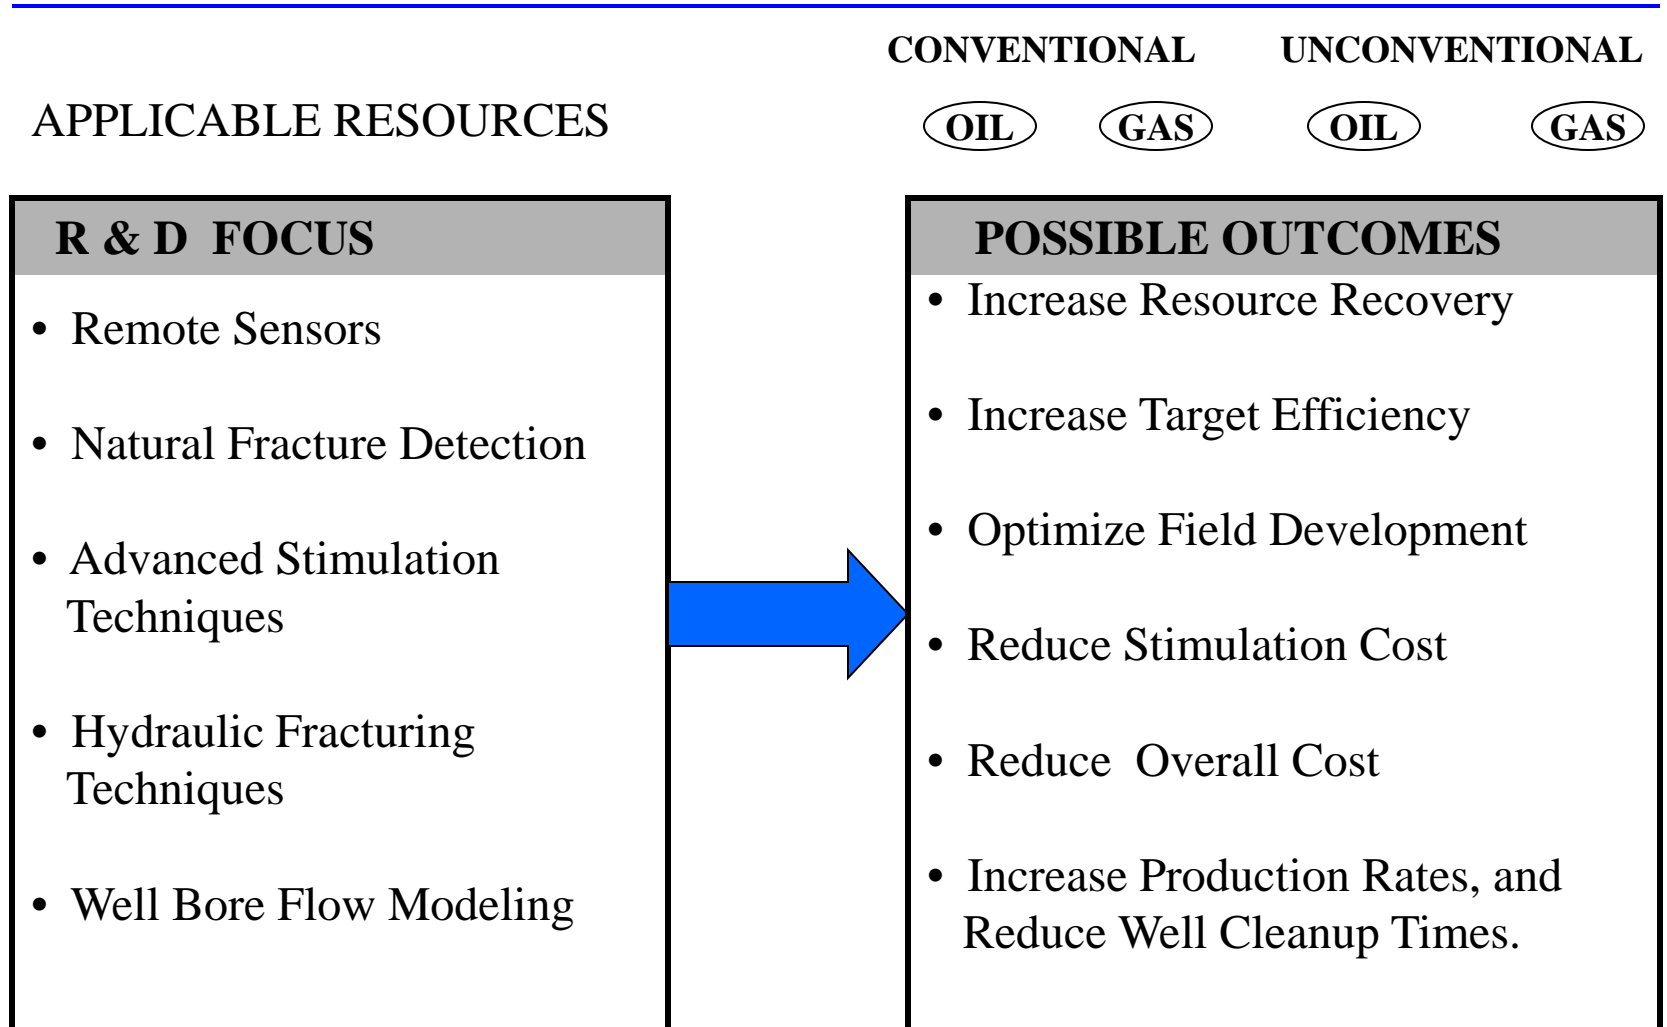 CONVENTIONAL UNCONVENTIONAL
APPLICABLE RESOURCES OIL GAS OIL GAS
R & D FOCUS
• Remote Sensors
• Natural Fracture Detection
• Advanced Stimulation
Techniques
• Hydraulic Fracturing
Techniques
• Well Bore Flow Modeling
POSSIBLE OUTCOMES
• Increase Resource Recovery
• Increase Target Efficiency
• Optimize Field Development
• Reduce Stimulation Cost
• Reduce Overall Cost
• Increase Production Rates, and
Reduce Well Cleanup Times.